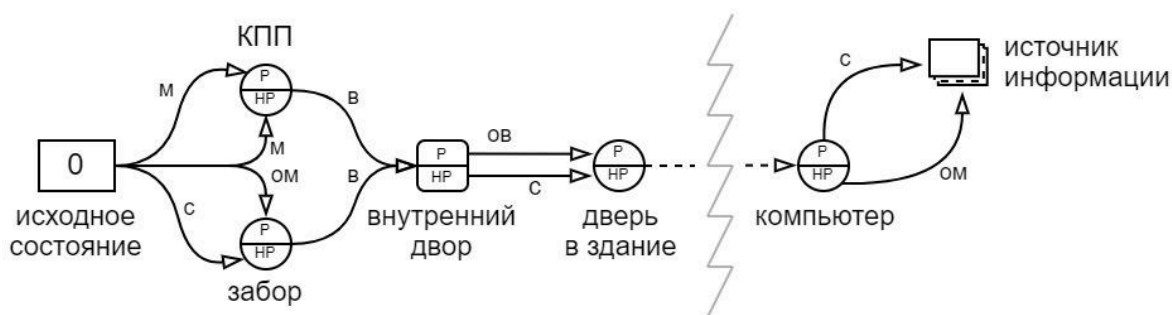 КПП
Р
НР
м
в
с
источник
информации
0
м
ом
в
Р
НР
ов
с
Р
НР
Р
НР
ом
исходное
состояние
с
Р
НР
забор
внутренний
двор
дверь
в здание
компьютер